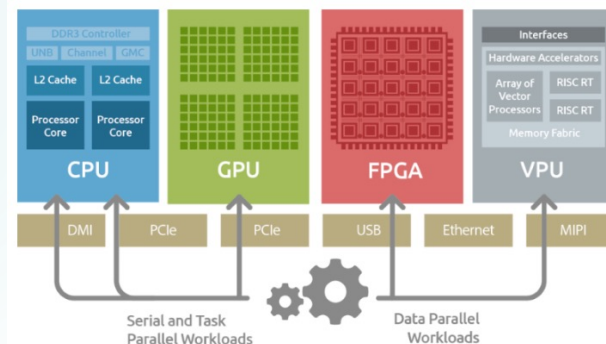 DDR3 Controller
UNB Channel GMC
L2 Cache L2 Cache
Processor Core Processor Core
CPU
GPU
FPGA
Interfaces
Hardware Accelerators
Array of Vector Processors
RISC RT
RISC RT
Memory Fabric
VPU
DMI PCIe PCIe USB Ethernet MIPI
Serial and Task
Parallel Workloads
Data Parallel
Workloads